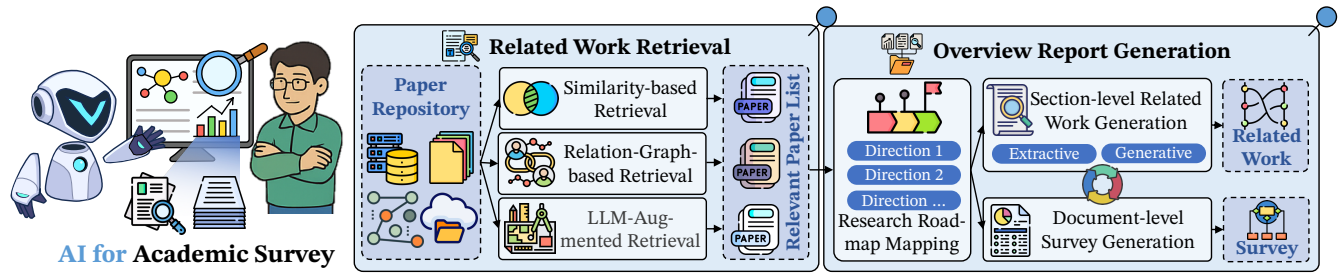 AI for Academic Survey
Related Work Retrieval
Paper
Repository
Similarity-based
Retrieval
Relation-Graph-
based Retrieval
LLM-Aug-
mented Retrieval
PAPER
PAPER
PAPER
Relevant Paper List
Overview Report Generation
Direction 1
Direction 2
Direction ...
Research Road-
map Mapping
Section-level Related
Work Generation
Extractive
Generative
Document-level
Survey Generation
Related
Work
Survey